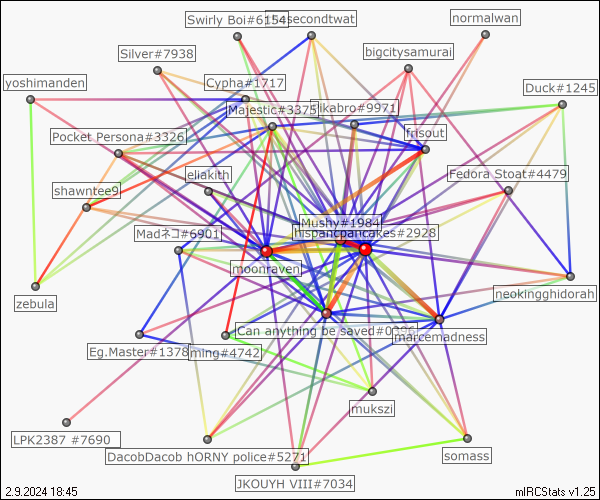 Swirly Boi#6154
secondtwat
normalwan
Silver#7938
bigcitysamurai
yoshimanden
Cypha#1717
Duck#1245
Majestic#3375
likabro#9971
Pocket Persona#3326
frisout
eliakith
Fedora Stoat#4479
shawntee9
Mushy#1984
Madネコ#6901
hispanicpancakes#2928
moonraven
neokingghidorah
zebula
Can anything be saved#0396
marcemadness
Eg.Master#1378
ming#4742
mukszi
LPK2387 #7690
DacobDacob hORNY police#5271
somass
JKOUYH VIII#7034
2.9.2024 18:45
mIRCStats v1.25